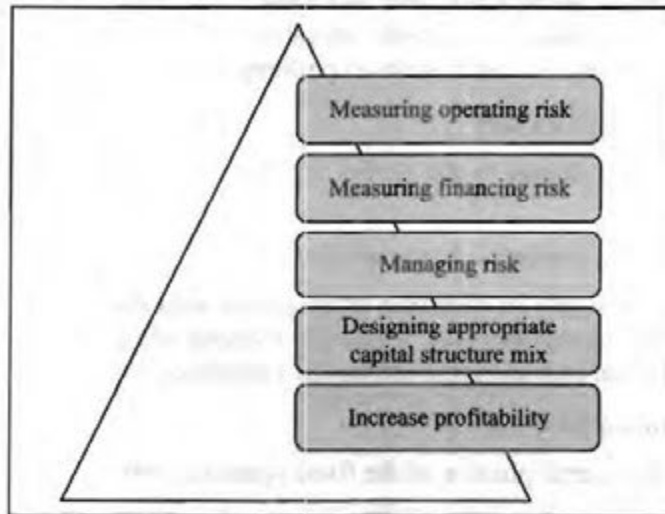 Measuring operating risk
Measuring financing risk
Managing risk
Designing appropriate
capital structure mix
Increase profitability